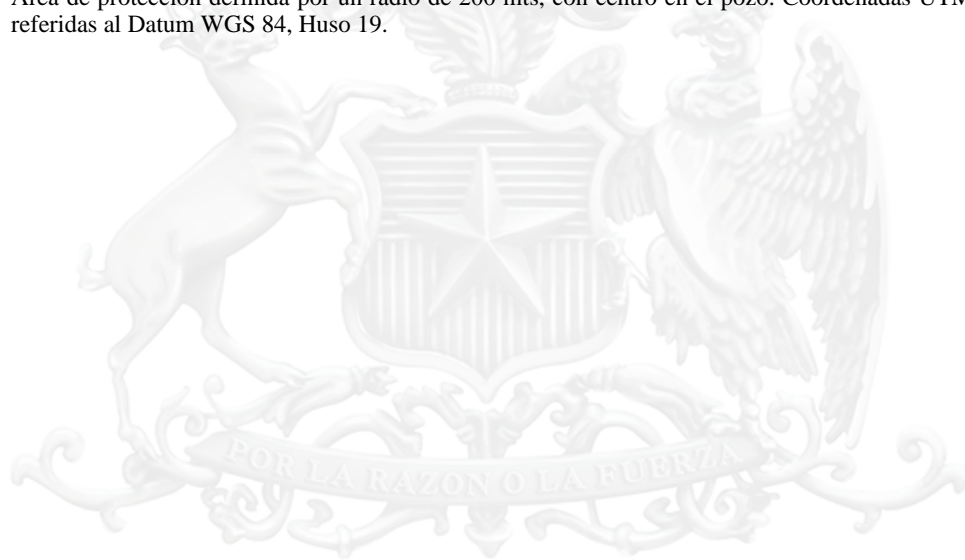 Área de protección definida por un radio de 200 mts, con centro en el pozo. Coordenadas UTM
referidas al Datum WGS 84, Huso 19.
POR LA RAZON O LA FUERZA